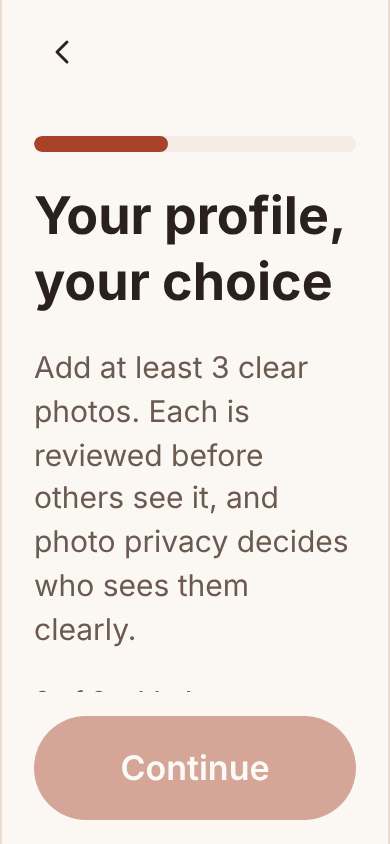 Your profile,
your choice
Add at least 3 clear
photos. Each is
reviewed before
others see it, and
photo privacy decides
who sees them
clearly.
Continue